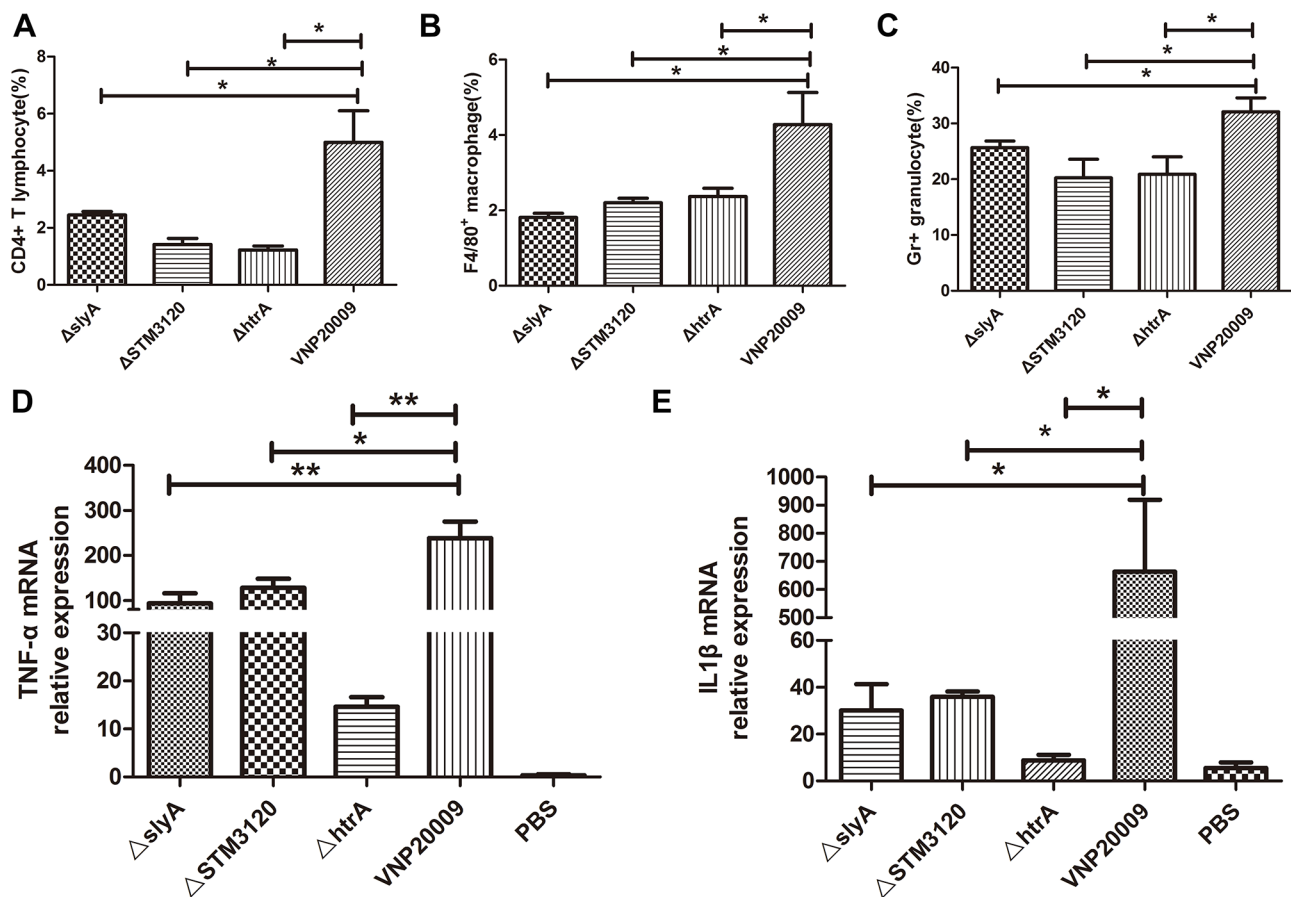 A
CD4+ T lymphocyte(%)
8
6
4
2
0
*
*
*
ΔslyA
ΔSTM3120
ΔhtrA
VNP20009
B
F4/80+ macrophage(%)
6
4
2
0
*
*
*
ΔslyA
ΔSTM3120
ΔhtrA
VNP20009
C
Gr+ granulocyte(%)
40
30
20
10
0
*
*
*
ΔslyA
ΔSTM3120
ΔhtrA
VNP20009
D
TNF-α mRNA
relative expression
400
300
200
100
30
20
10
0
**
*
**
△slyA
△STM3120
△htrA
VNP20009
PBS
E
IL1β mRNA
relative expression
1000
900
800
700
600
500
60
40
20
0
*
*
*
△slyA
△STM3120
△htrA
VNP20009
PBS